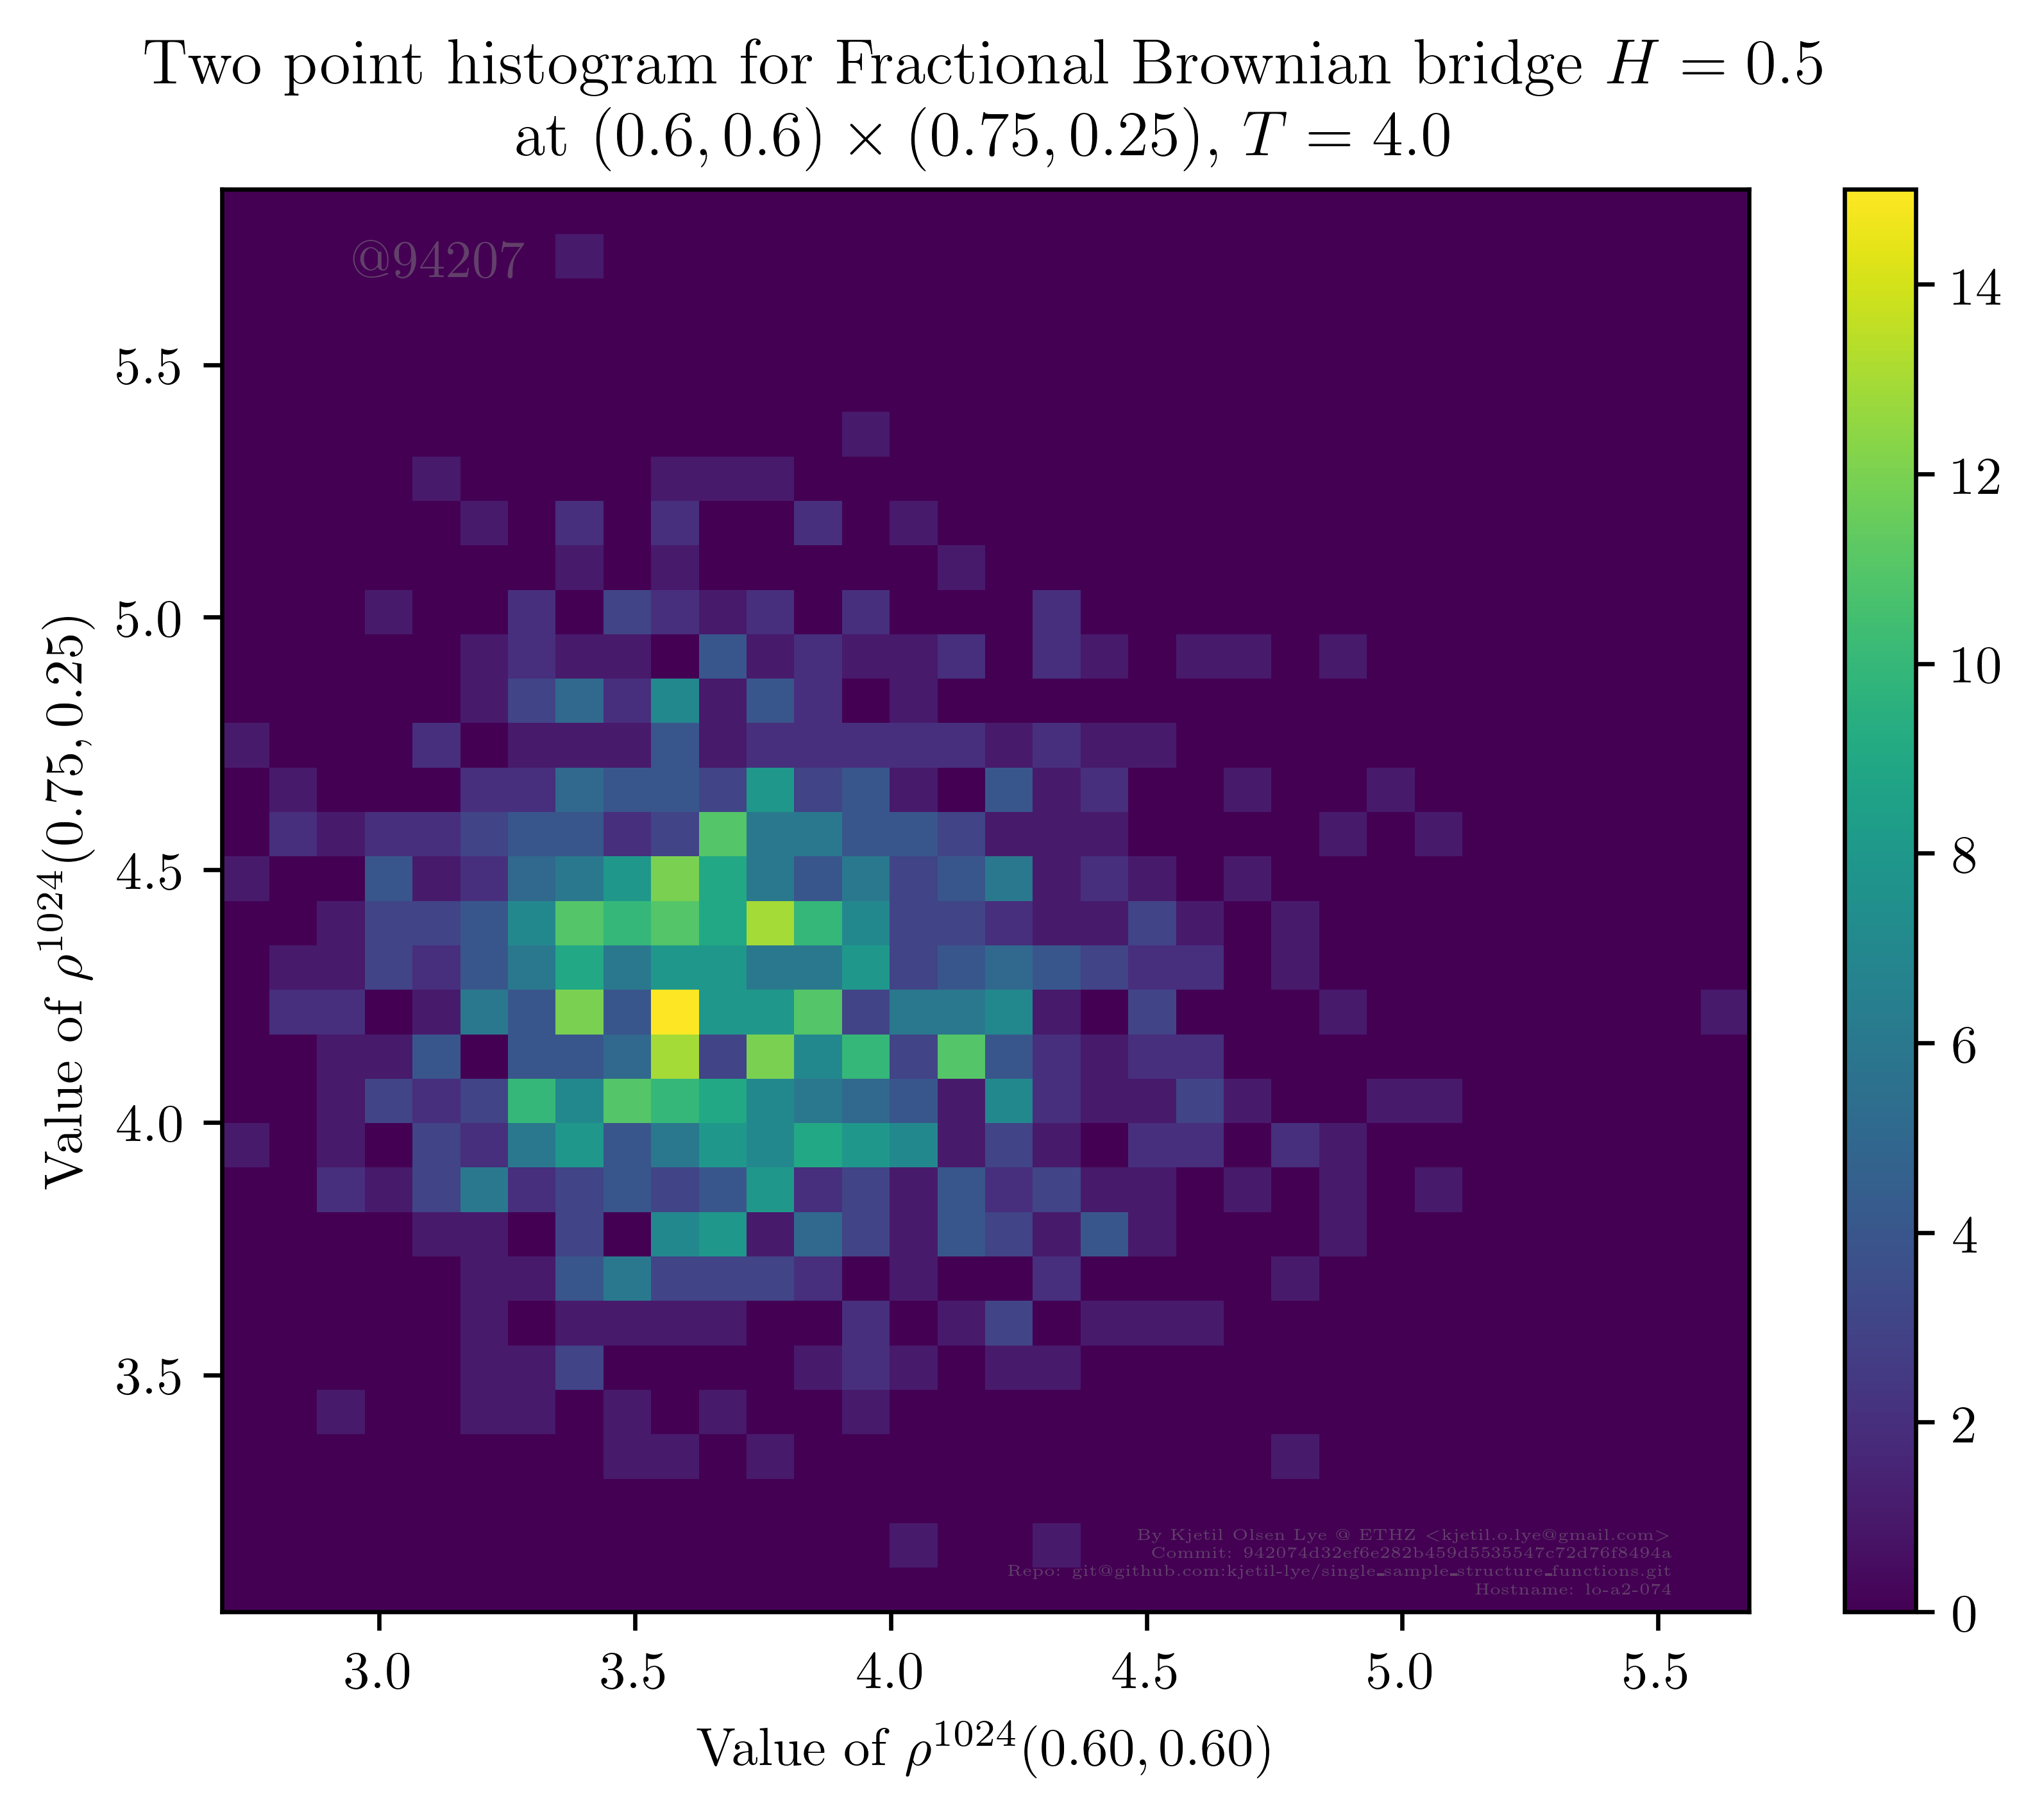 Two point histogram for Fractional Brownian bridge H = 0.5
at (0.6, 0.6) × (0.75, 0.25), T = 4.0
@94207
5.5
5.0
4.5
4.0
3.5
Value of ρ^1024(0.75, 0.25)
3.0 3.5 4.0 4.5 5.0 5.5
Value of ρ^1024(0.60, 0.60)
14
12
10
8
6
4
2
0
By Kjetil Olsen Lye @ ETHZ <kjetil.o.lye@gmail.com>
Commit: 942074d32ef6e282b459d5535547c72d76f8494a
Repo: git@github.com:kjetil-lye/single_sample_structure_functions.git
Hostname: lo-a2-074